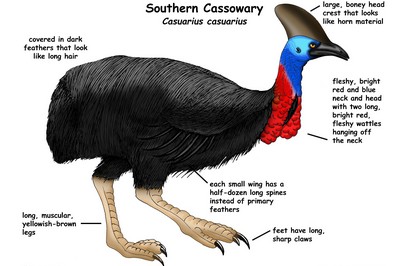 Southern Cassowary
Casuarius casuarius
large, boney head
crest that looks
like horn material
covered in dark
feathers that look
like long hair
fleshy, bright
red and blue
neck and head
with two long,
bright red,
fleshy wattles
hanging off
the neck
each small wing has a
half-dozen long spines
instead of primary
feathers
long, muscular,
yellowish-brown
legs
feet have long,
sharp claws